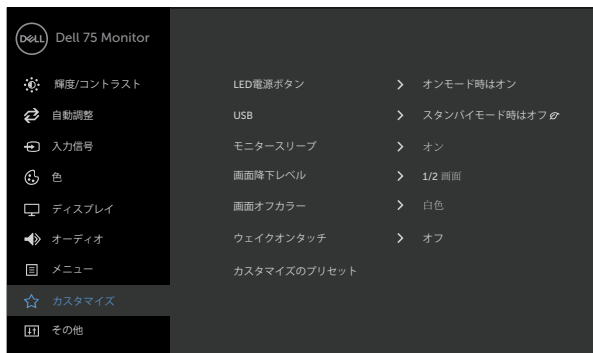 DELL Dell 75 Monitor
輝度/コントラスト LED電源ボタン オンモード時はオン
自動調整 USB スタンバイモード時はオフ
入力信号 モニタースリープ オン
色 画面降下レベル 1/2 画面
ディスプレイ 画面オフカラー 白色
オーディオ ウェイクオンタッチ オフ
メニュー カスタマイズのプリセット
カスタマイズ
その他